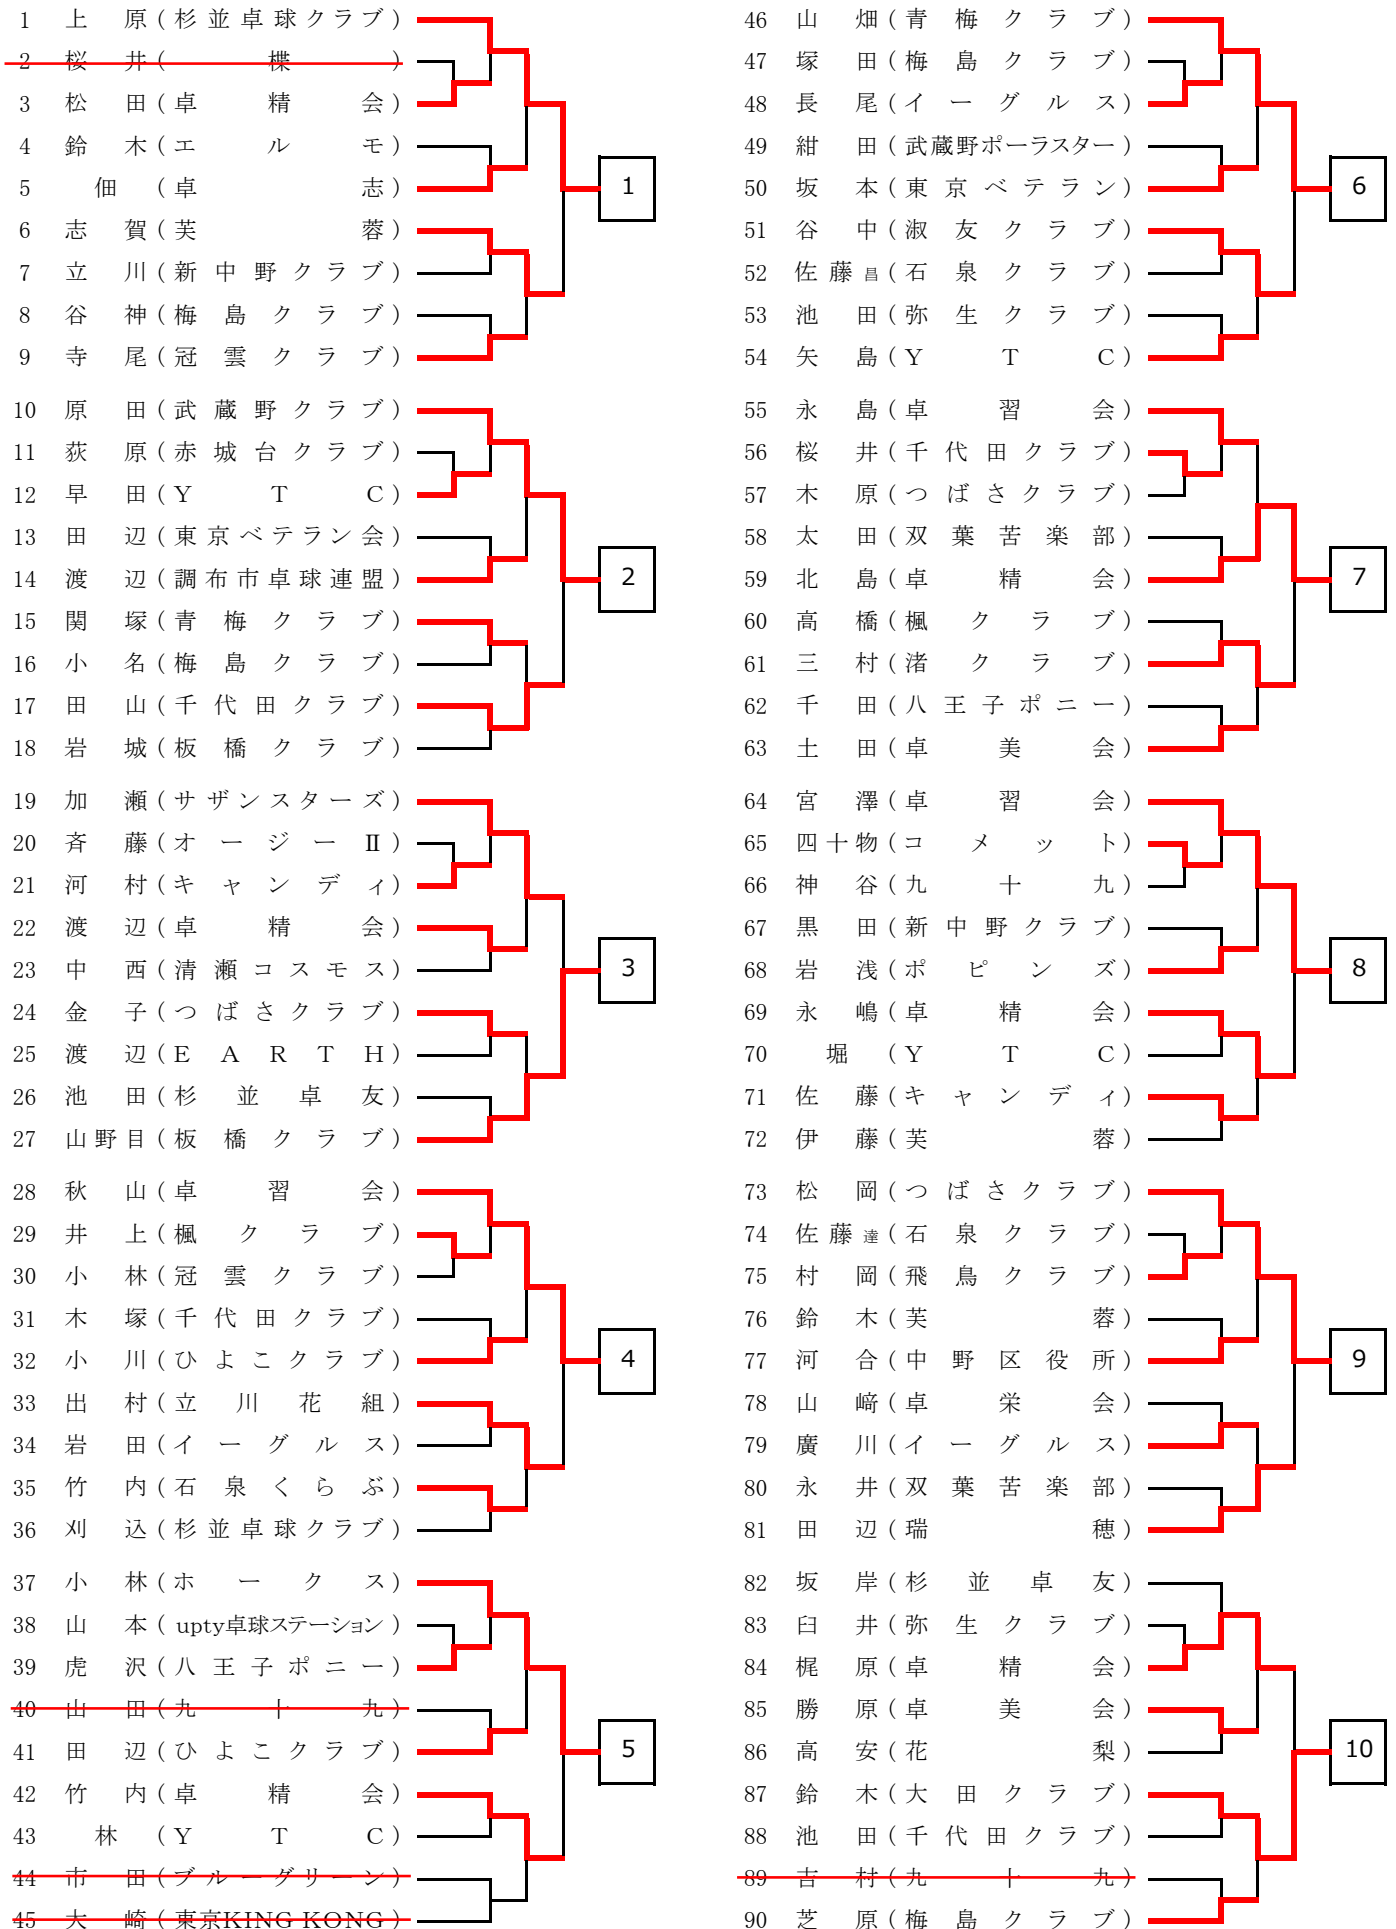 1 上原(杉並卓球クラブ)
2 桜井(楪)
3 松田(卓精会)
4 鈴木(エルモ)
5 佃(卓志)
6 志賀(芙蓉)
7 立川(新中野クラブ)
8 谷神(梅島クラブ)
9 寺尾(冠雲クラブ)
1
10 原田(武蔵野クラブ)
11 荻原(赤城台クラブ)
12 早田(YTC)
13 田辺(東京ベテラン会)
14 渡辺(調布市卓球連盟)
15 関塚(青梅クラブ)
16 小名(梅島クラブ)
17 田山(千代田クラブ)
18 岩城(板橋クラブ)
2
19 加瀬(サザンスターズ)
20 斉藤(オージーⅡ)
21 河村(キャンディ)
22 渡辺(卓精会)
23 中西(清瀬コスモス)
24 金子(つばさクラブ)
25 渡辺(EARTH)
26 池田(杉並卓友)
27 山野目(板橋クラブ)
3
28 秋山(卓習会)
29 井上(楓クラブ)
30 小林(冠雲クラブ)
31 木塚(千代田クラブ)
32 小川(ひよこクラブ)
33 出村(立川花組)
34 岩田(イーグルス)
35 竹内(石泉くらぶ)
36 刈込(杉並卓球クラブ)
4
37 小林(ホークス)
38 山本(upty卓球ステーション)
39 虎沢(八王子ポニー)
40 山田(九十九)
41 田辺(ひよこクラブ)
42 竹内(卓精会)
43 林(YTC)
44 市田(ブルーグリーン)
45 大崎(東京KING KONG)
5
46 山畑(青梅クラブ)
47 塚田(梅島クラブ)
48 長尾(イーグルス)
49 紺田(武蔵野ポーラスター)
50 坂本(東京ベテラン)
51 谷中(淑友クラブ)
52 佐藤昌(石泉クラブ)
53 池田(弥生クラブ)
54 矢島(YTC)
6
55 永島(卓習会)
56 桜井(千代田クラブ)
57 木原(つばさクラブ)
58 太田(双葉苦楽部)
59 北島(卓精会)
60 高橋(楓クラブ)
61 三村(渚クラブ)
62 千田(八王子ポニー)
63 土田(卓美会)
7
64 宮澤(卓習会)
65 四十物(コメット)
66 神谷(九十九)
67 黒田(新中野クラブ)
68 岩浅(ポピンズ)
69 永嶋(卓精会)
70 堀(YTC)
71 佐藤(キャンディ)
72 伊藤(芙蓉)
8
73 松岡(つばさクラブ)
74 佐藤達(石泉クラブ)
75 村岡(飛鳥クラブ)
76 鈴木(芙蓉)
77 河合(中野区役所)
78 山﨑(卓栄会)
79 廣川(イーグルス)
80 永井(双葉苦楽部)
81 田辺(瑞穂)
9
82 坂岸(杉並卓友)
83 臼井(弥生クラブ)
84 梶原(卓精会)
85 勝原(卓美会)
86 高安(花梨)
87 鈴木(大田クラブ)
88 池田(千代田クラブ)
89 吉村(九十九)
90 芝原(梅島クラブ)
10